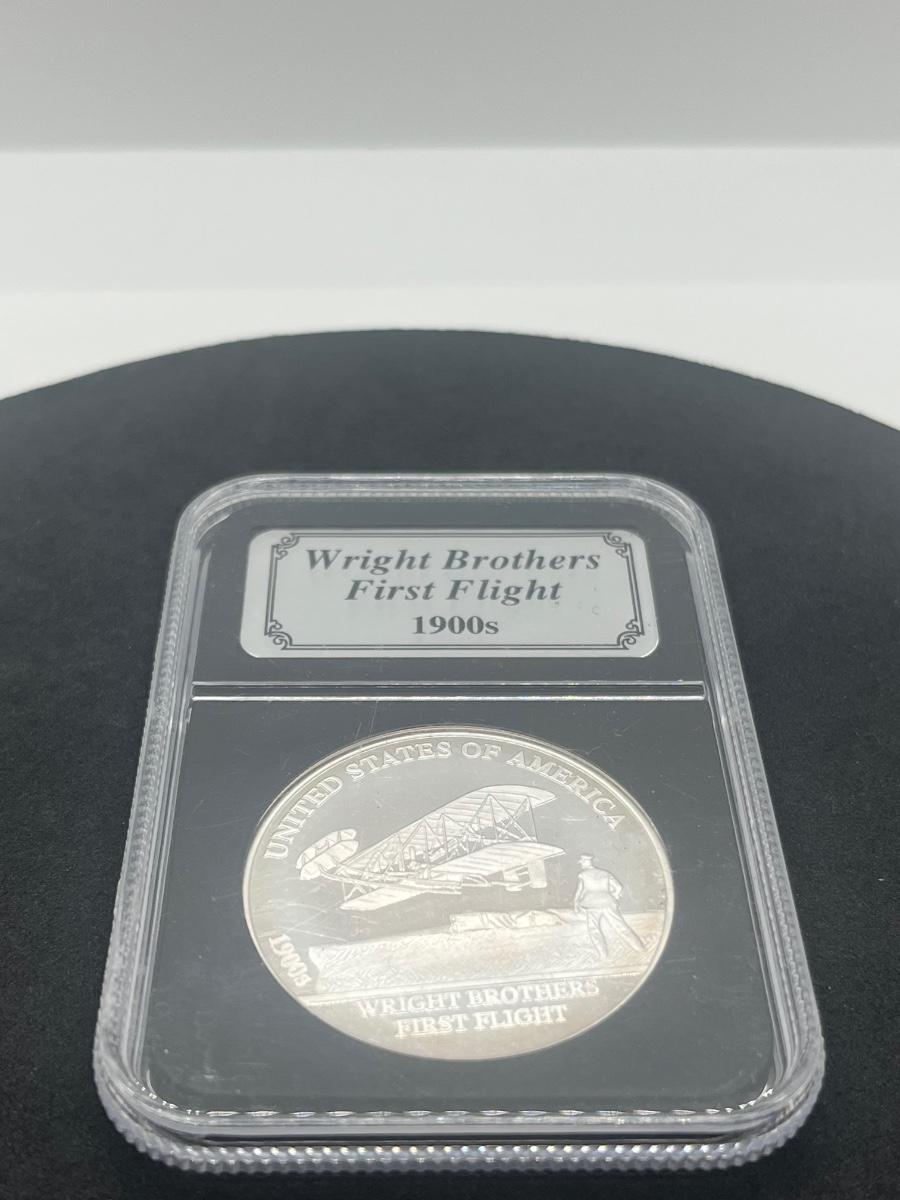 Wright Brothers
First Flight
1900s
UNITED STATES OF AMERICA
1900s
WRIGHT BROTHERS
FIRST FLIGHT